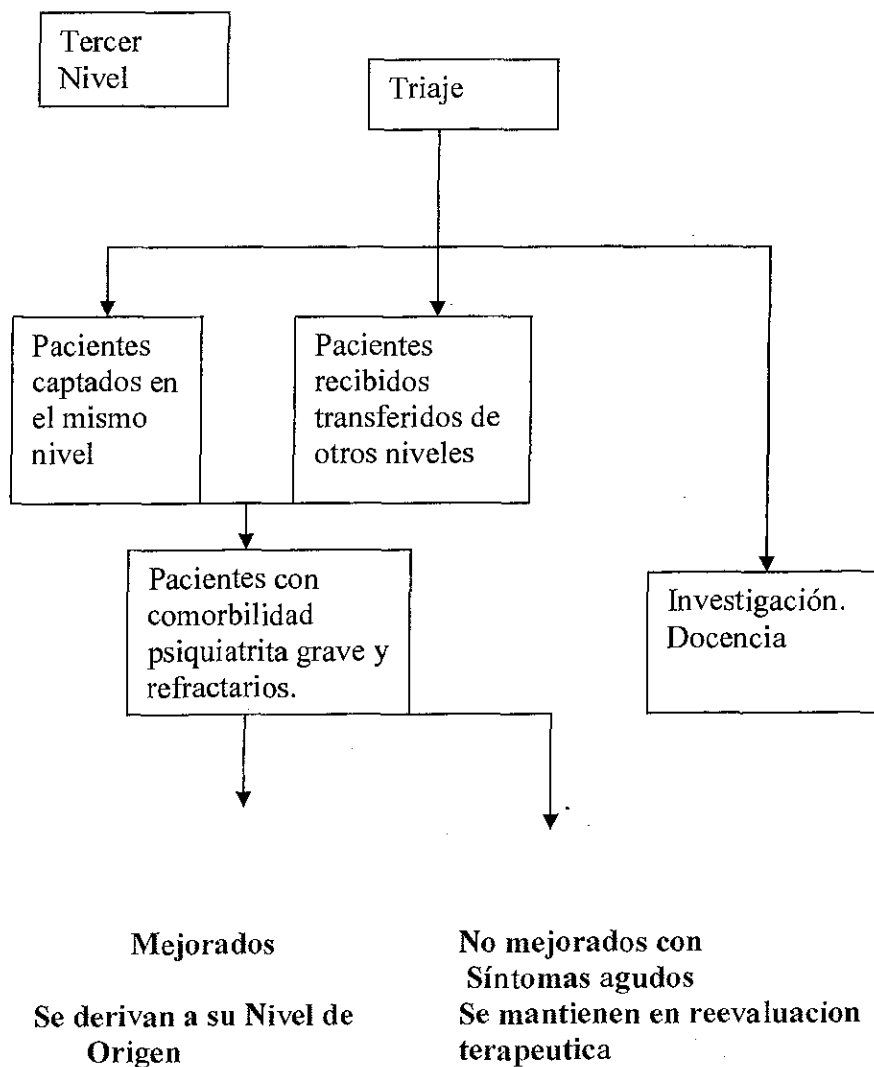 Tercer
Nivel
Triaje
Pacientes
captados en
el mismo
nivel
Pacientes
recibidos
transferidos de
otros niveles
Pacientes con
comorbilidad
psiquiatrita grave y
refractarios.
Investigación.
Docencia
Mejorados
Se derivan a su Nivel de
Origen
No mejorados con
Síntomas agudos
Se mantienen en reevaluacion
terapeutica